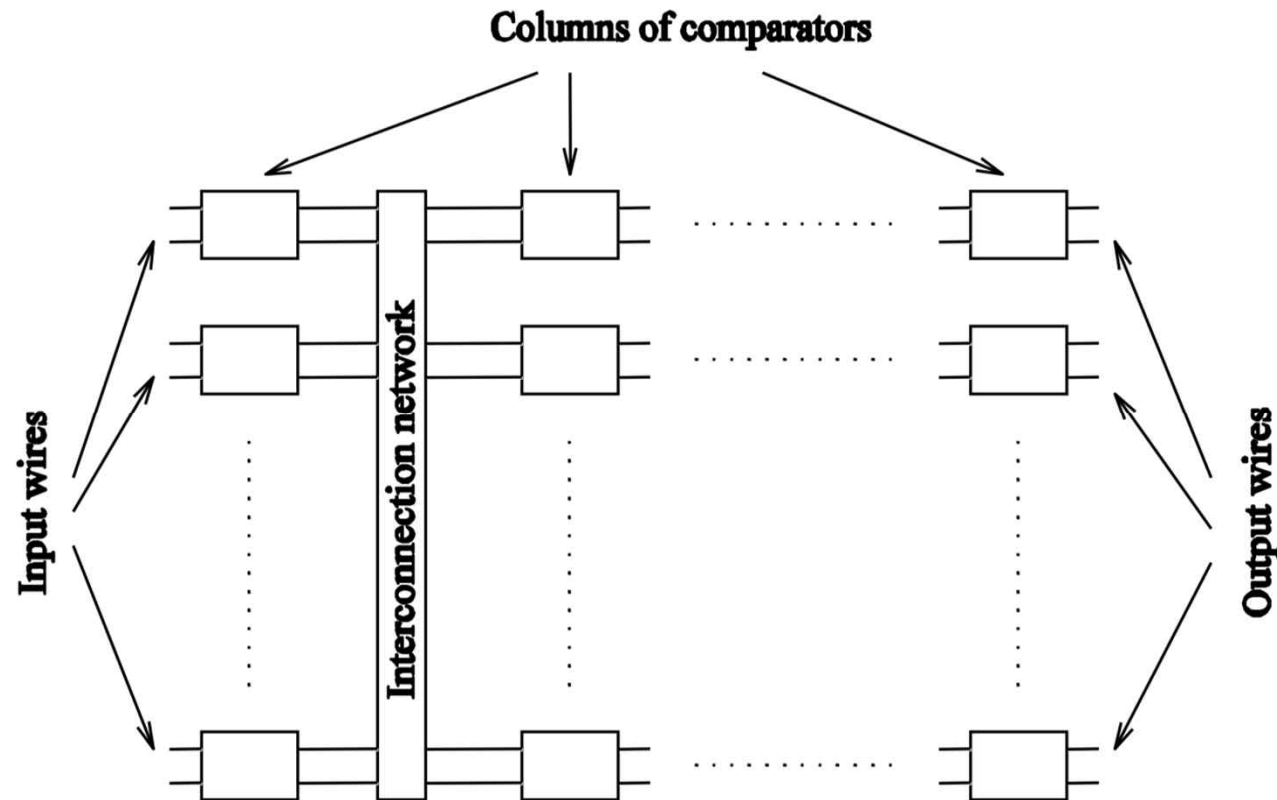 Columns of comparators
Input wires
Interconnection network
Output wires